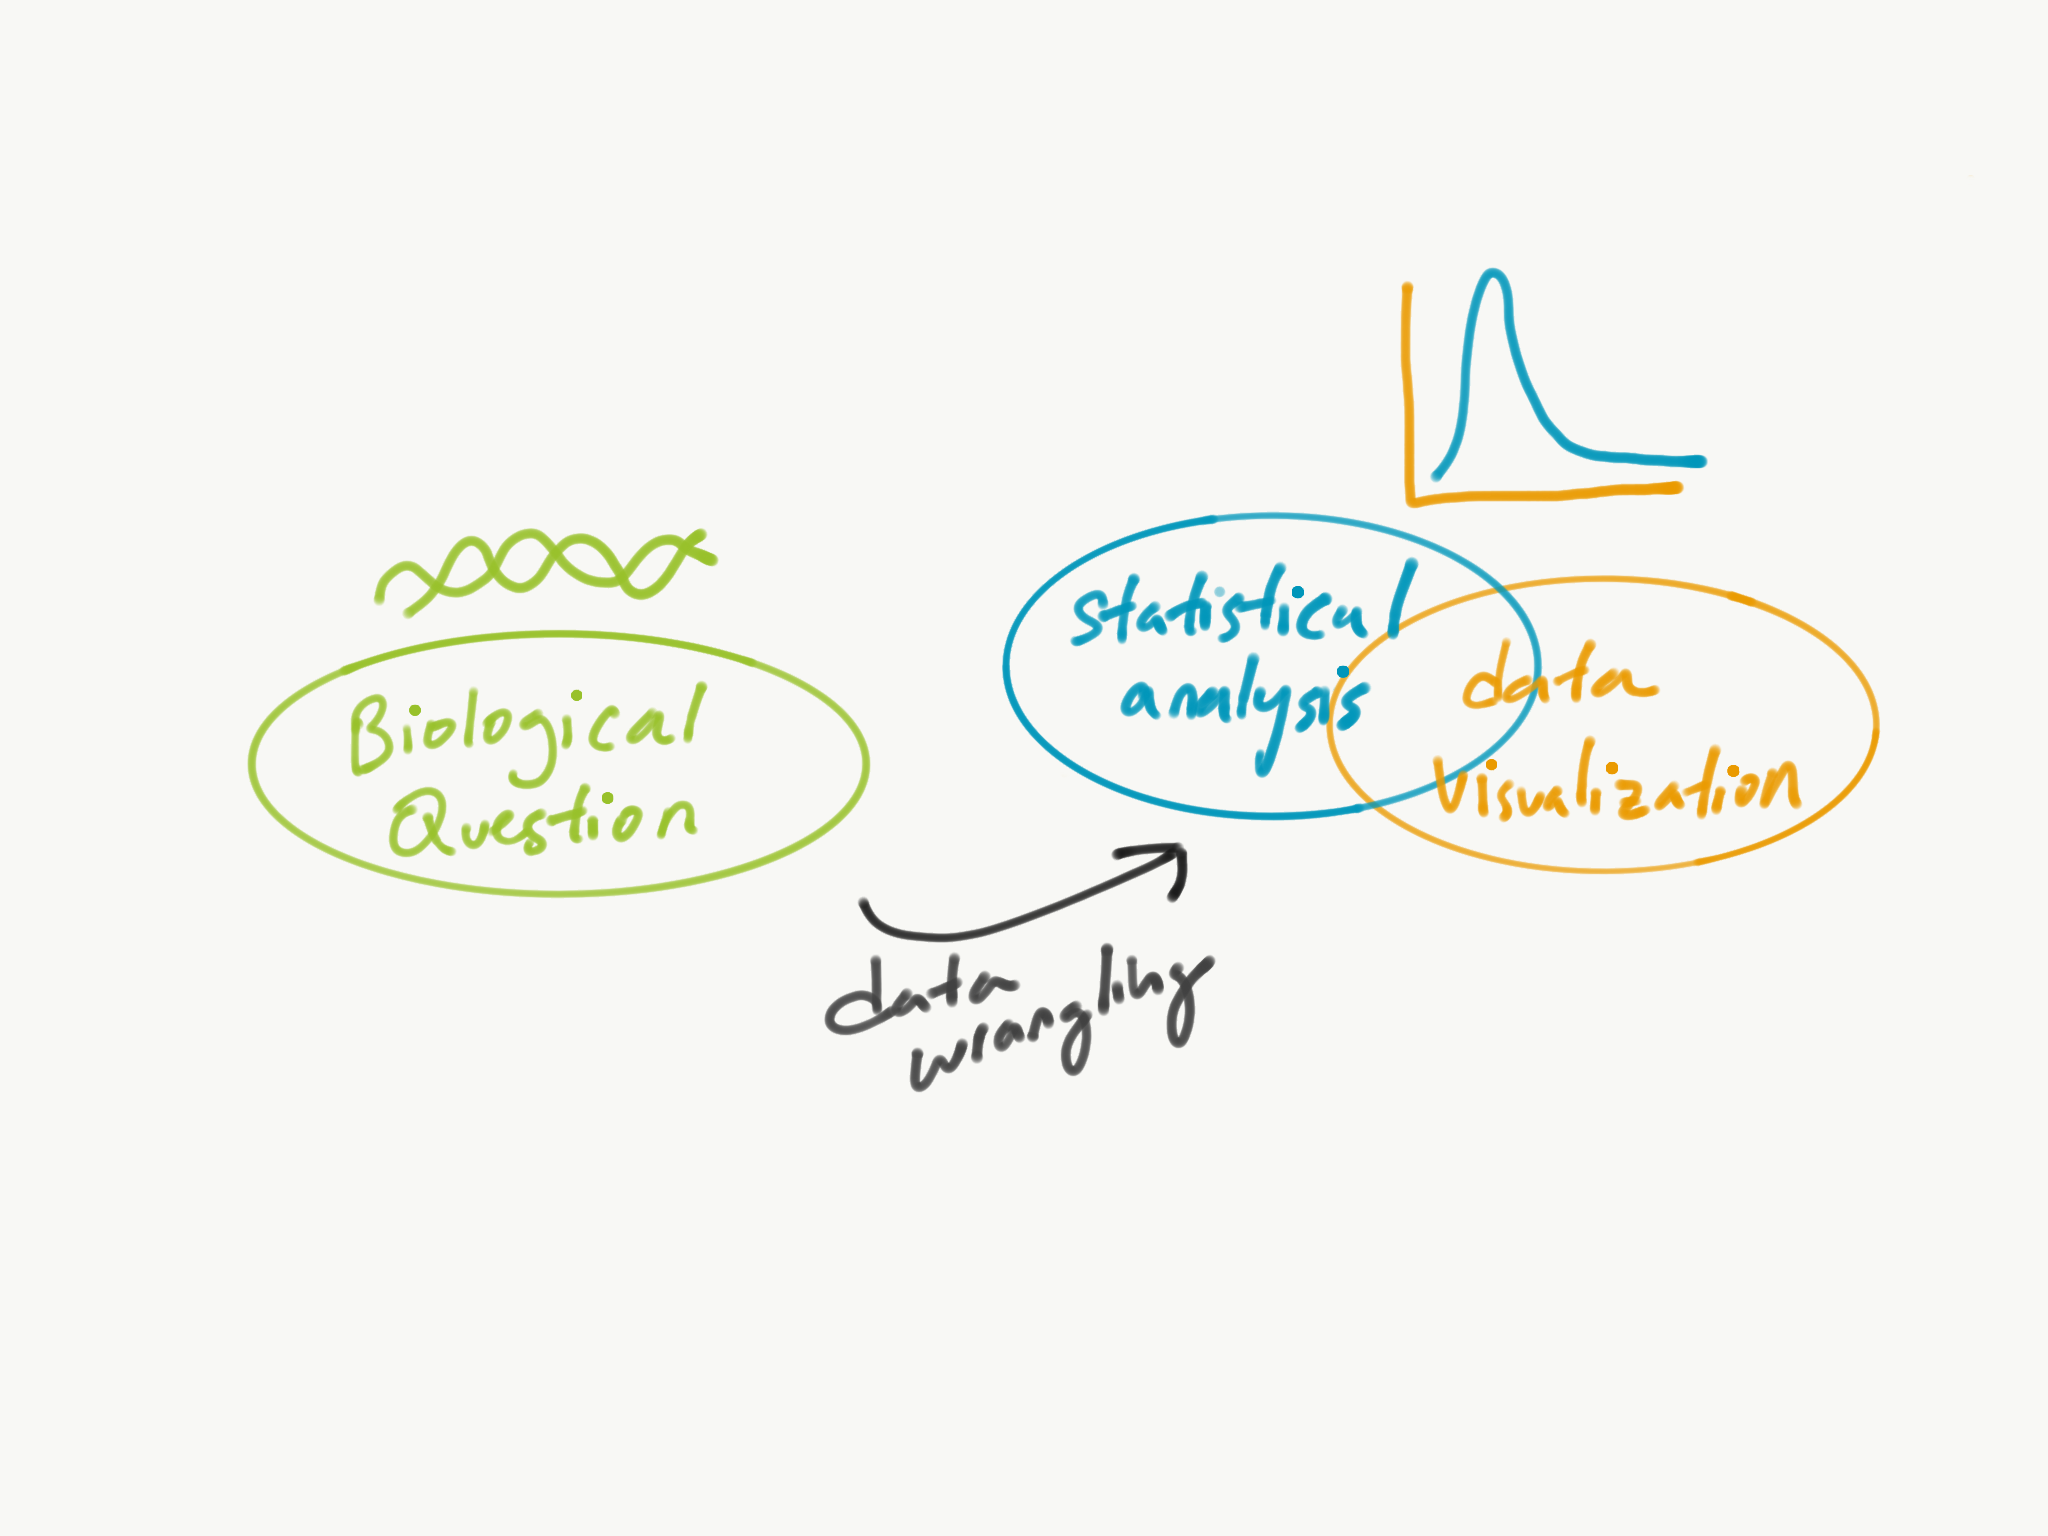 Biological
Question
statistical
analysis
data
visualization
data
wrangling